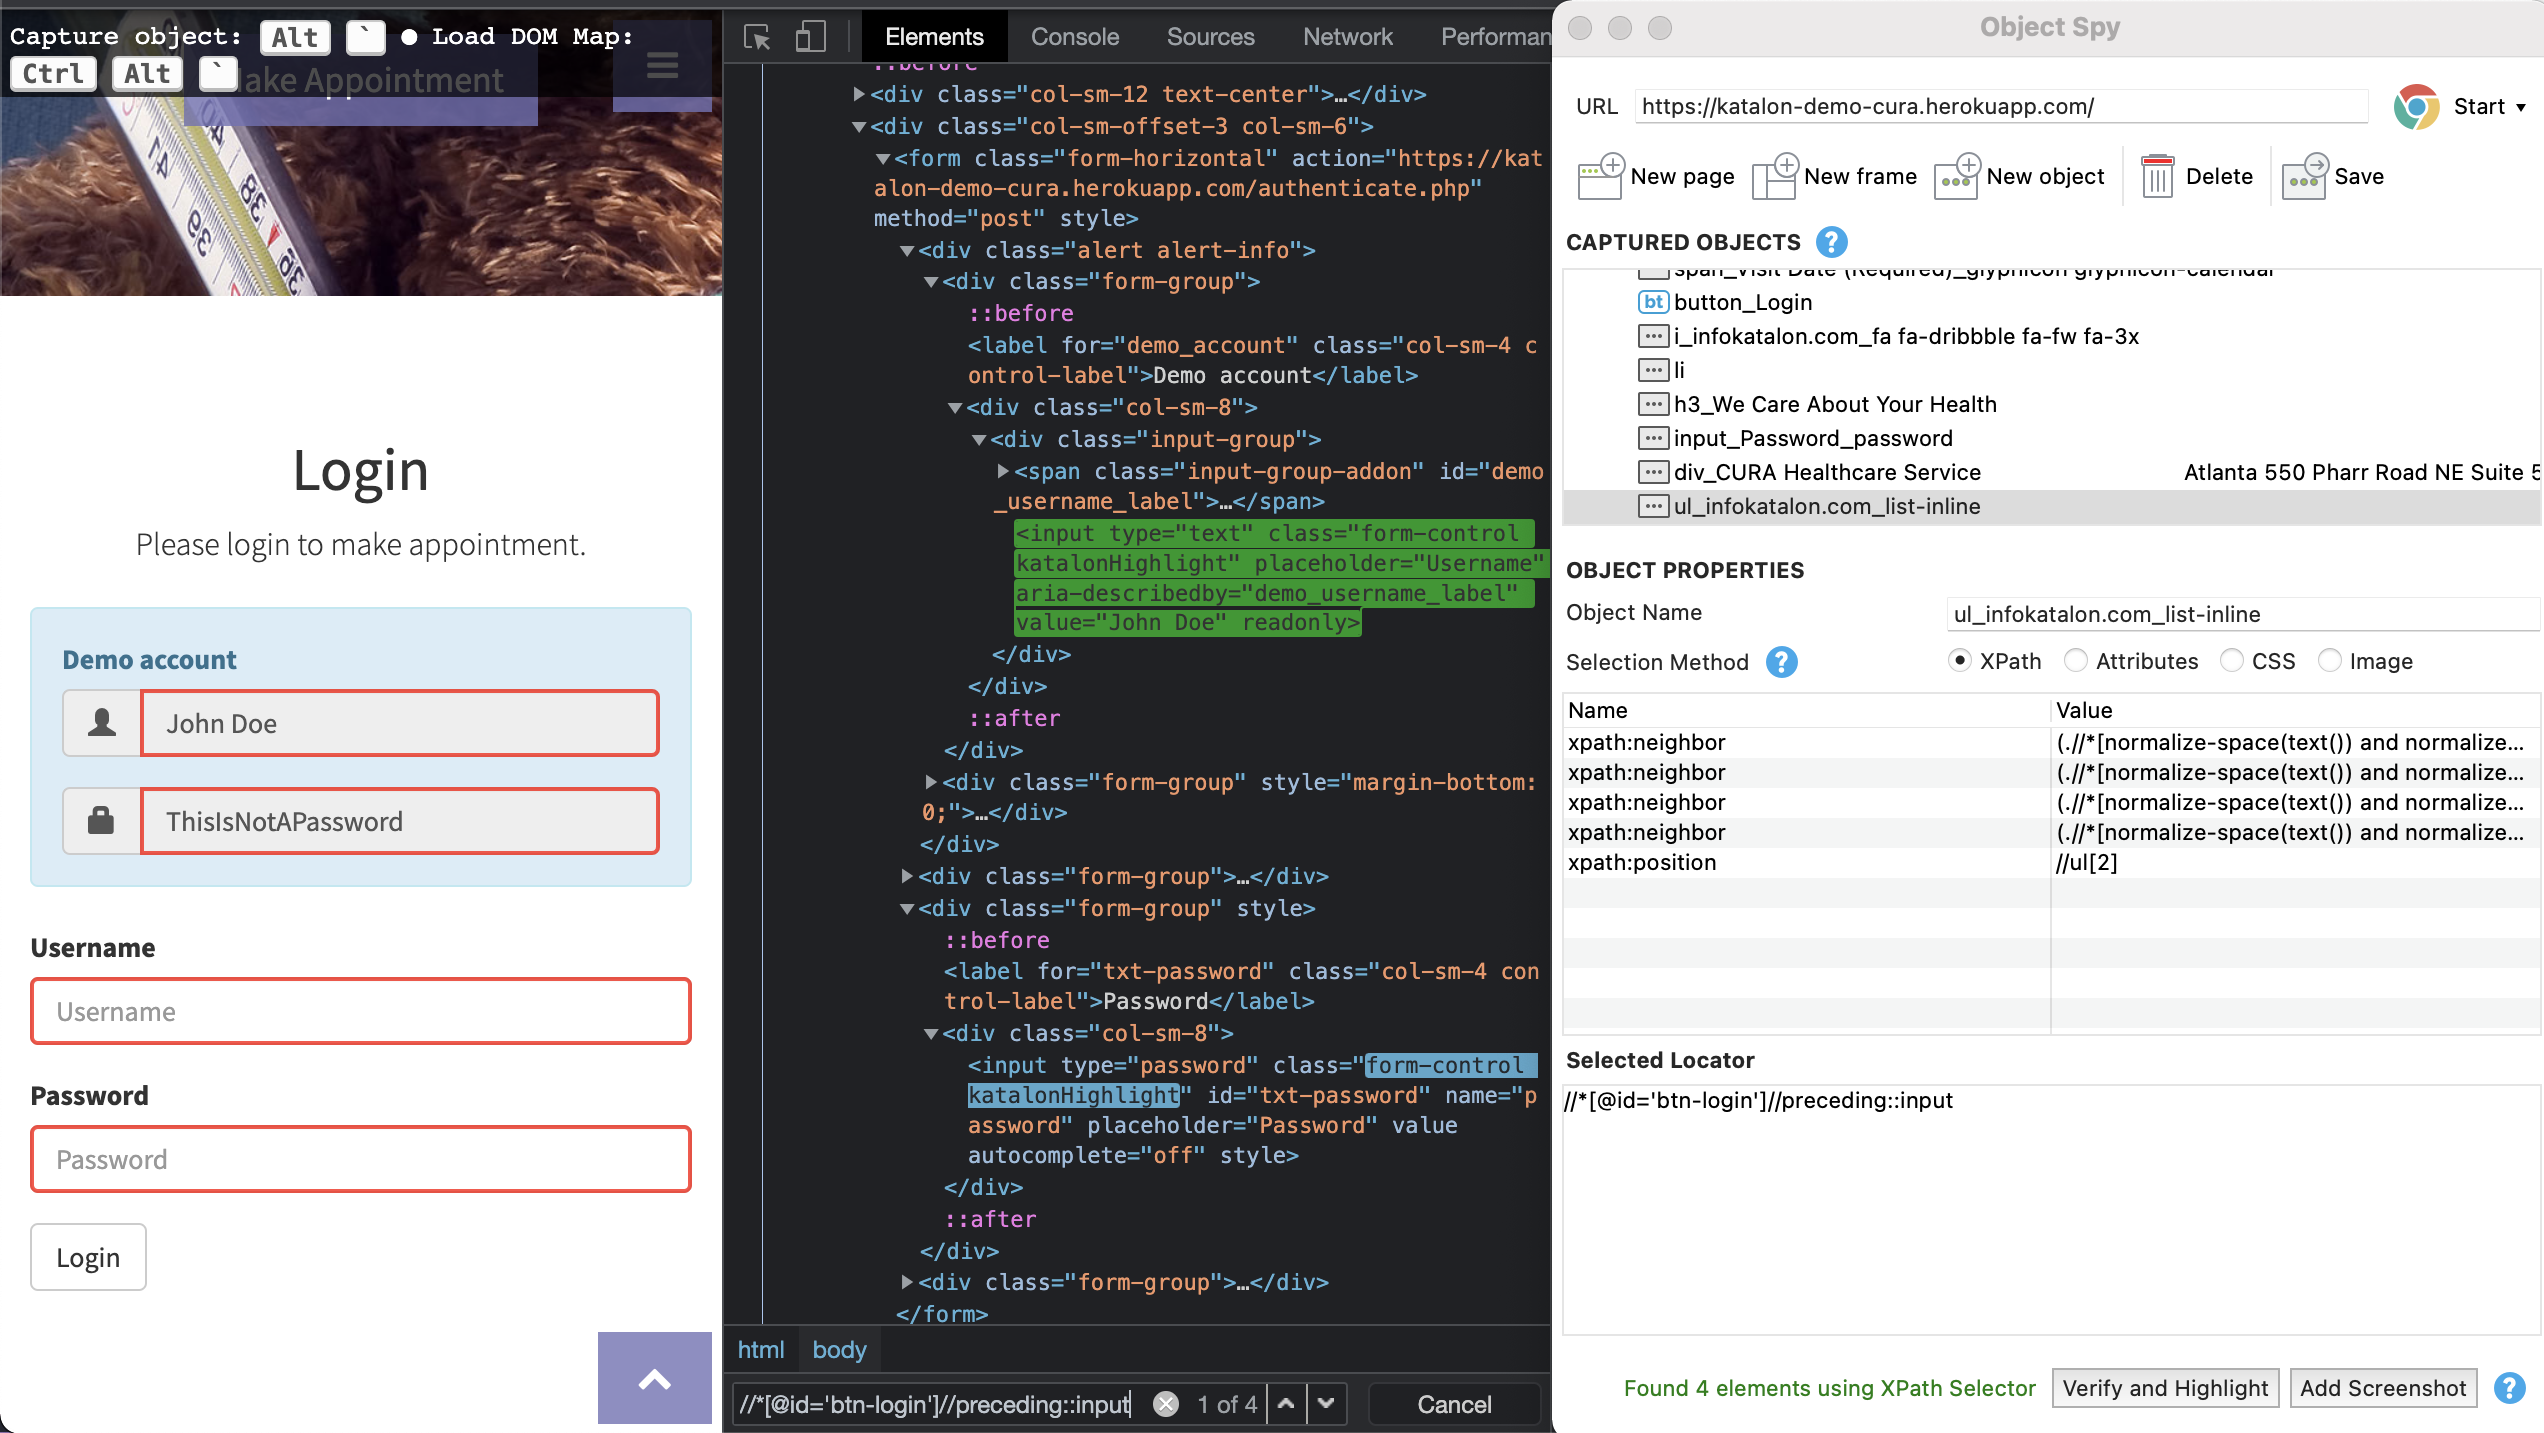 Capture object: Alt ` ● Load DOM Map:
Ctrl Alt `
Make Appointment
Login
Please login to make appointment.
Demo account
John Doe
ThisIsNotAPassword
Username
Username
Password
Password
Login
Elements Console Sources Network Performan
::before
<div class="col-sm-12 text-center">…</div>
<div class="col-sm-offset-3 col-sm-6">
<form class="form-horizontal" action="https://kat
alon-demo-cura.herokuapp.com/authenticate.php"
method="post" style>
<div class="alert alert-info">
<div class="form-group">
::before
<label for="demo_account" class="col-sm-4 c
ontrol-label">Demo account</label>
<div class="col-sm-8">
<div class="input-group">
<span class="input-group-addon" id="demo
_username_label">…</span>
<input type="text" class="form-control
katalonHighlight" placeholder="Username"
aria-describedby="demo_username_label"
value="John Doe" readonly>
</div>
</div>
::after
</div>
<div class="form-group" style="margin-bottom:
0;">…</div>
</div>
<div class="form-group">…</div>
<div class="form-group" style>
::before
<label for="txt-password" class="col-sm-4 con
trol-label">Password</label>
<div class="col-sm-8">
<input type="password" class="form-control
katalonHighlight" id="txt-password" name="p
assword" placeholder="Password" value
autocomplete="off" style>
</div>
::after
</div>
<div class="form-group">…</div>
</form>
html body
//*[@id='btn-login']//preceding::input 1 of 4 Cancel
Object Spy
URL https://katalon-demo-cura.herokuapp.com/ Start
New page New frame New object Delete Save
CAPTURED OBJECTS ?
span_Visit Date (Required)_glyphicon glyphicon-calendar
bt button_Login
i_infokatalon.com_fa fa-dribbble fa-fw fa-3x
li
h3_We Care About Your Health
input_Password_password
div_CURA Healthcare Service Atlanta 550 Pharr Road NE Suite 5
ul_infokatalon.com_list-inline
OBJECT PROPERTIES
Object Name ul_infokatalon.com_list-inline
Selection Method ? XPath Attributes CSS Image
Name Value
xpath:neighbor (.//*[normalize-space(text()) and normalize...
xpath:neighbor (.//*[normalize-space(text()) and normalize...
xpath:neighbor (.//*[normalize-space(text()) and normalize...
xpath:neighbor (.//*[normalize-space(text()) and normalize...
xpath:position //ul[2]
Selected Locator
//*[@id='btn-login']//preceding::input
Found 4 elements using XPath Selector Verify and Highlight Add Screenshot ?